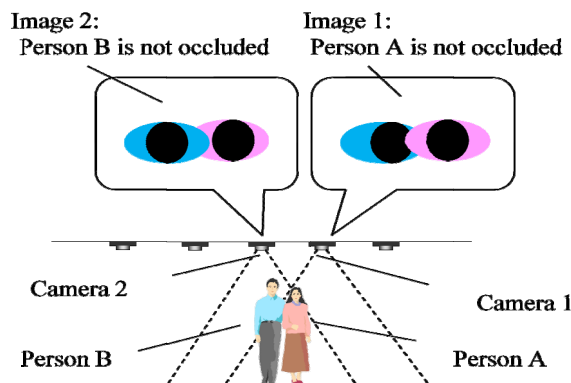 Image 2:
Person B is not occluded
Image 1:
Person A is not occluded
Camera 2
Camera 1
Person B
Person A